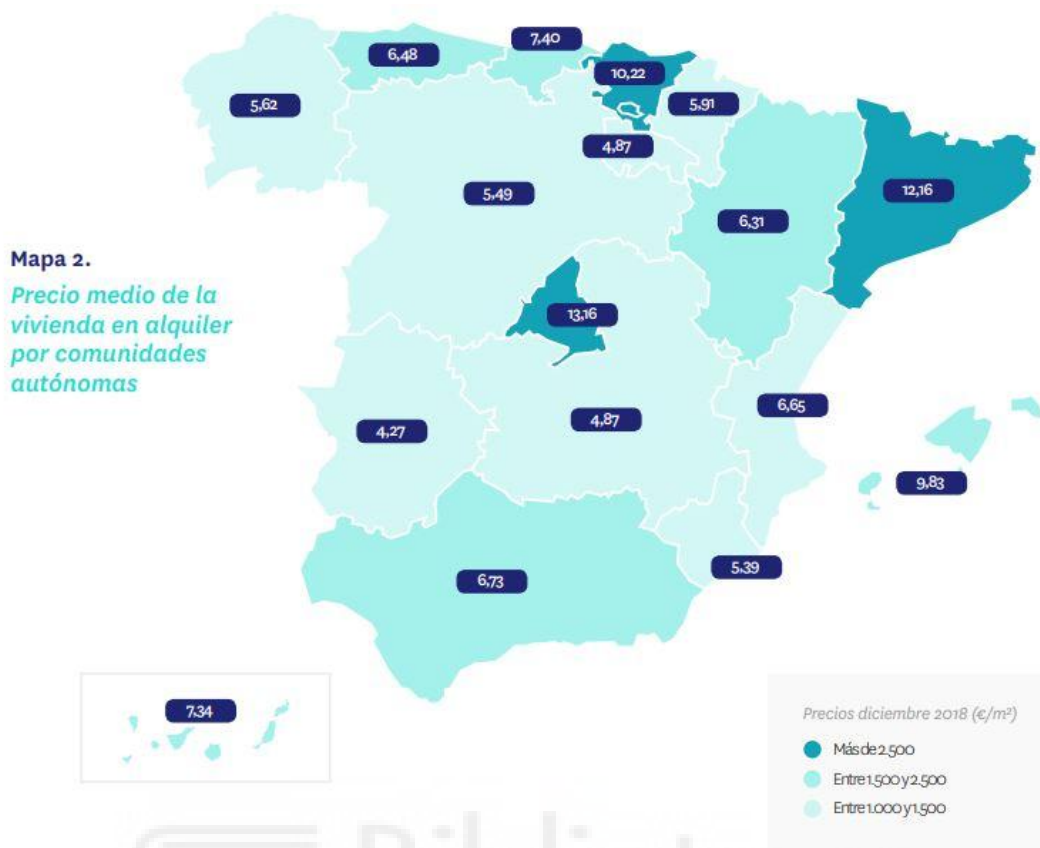 7,40
6,48
10,22
5,62
5,91
4,87
5,49
12,16
6,31
Mapa 2.
Precio medio de la
vivienda en alquiler
por comunidades
autónomas
13,16
6,65
4,27
4,87
9,83
5,39
6,73
7,34
Precios diciembre 2018 (€/m²)
Más de 2.500
Entre 1.500 y 2.500
Entre 1.000 y 1.500